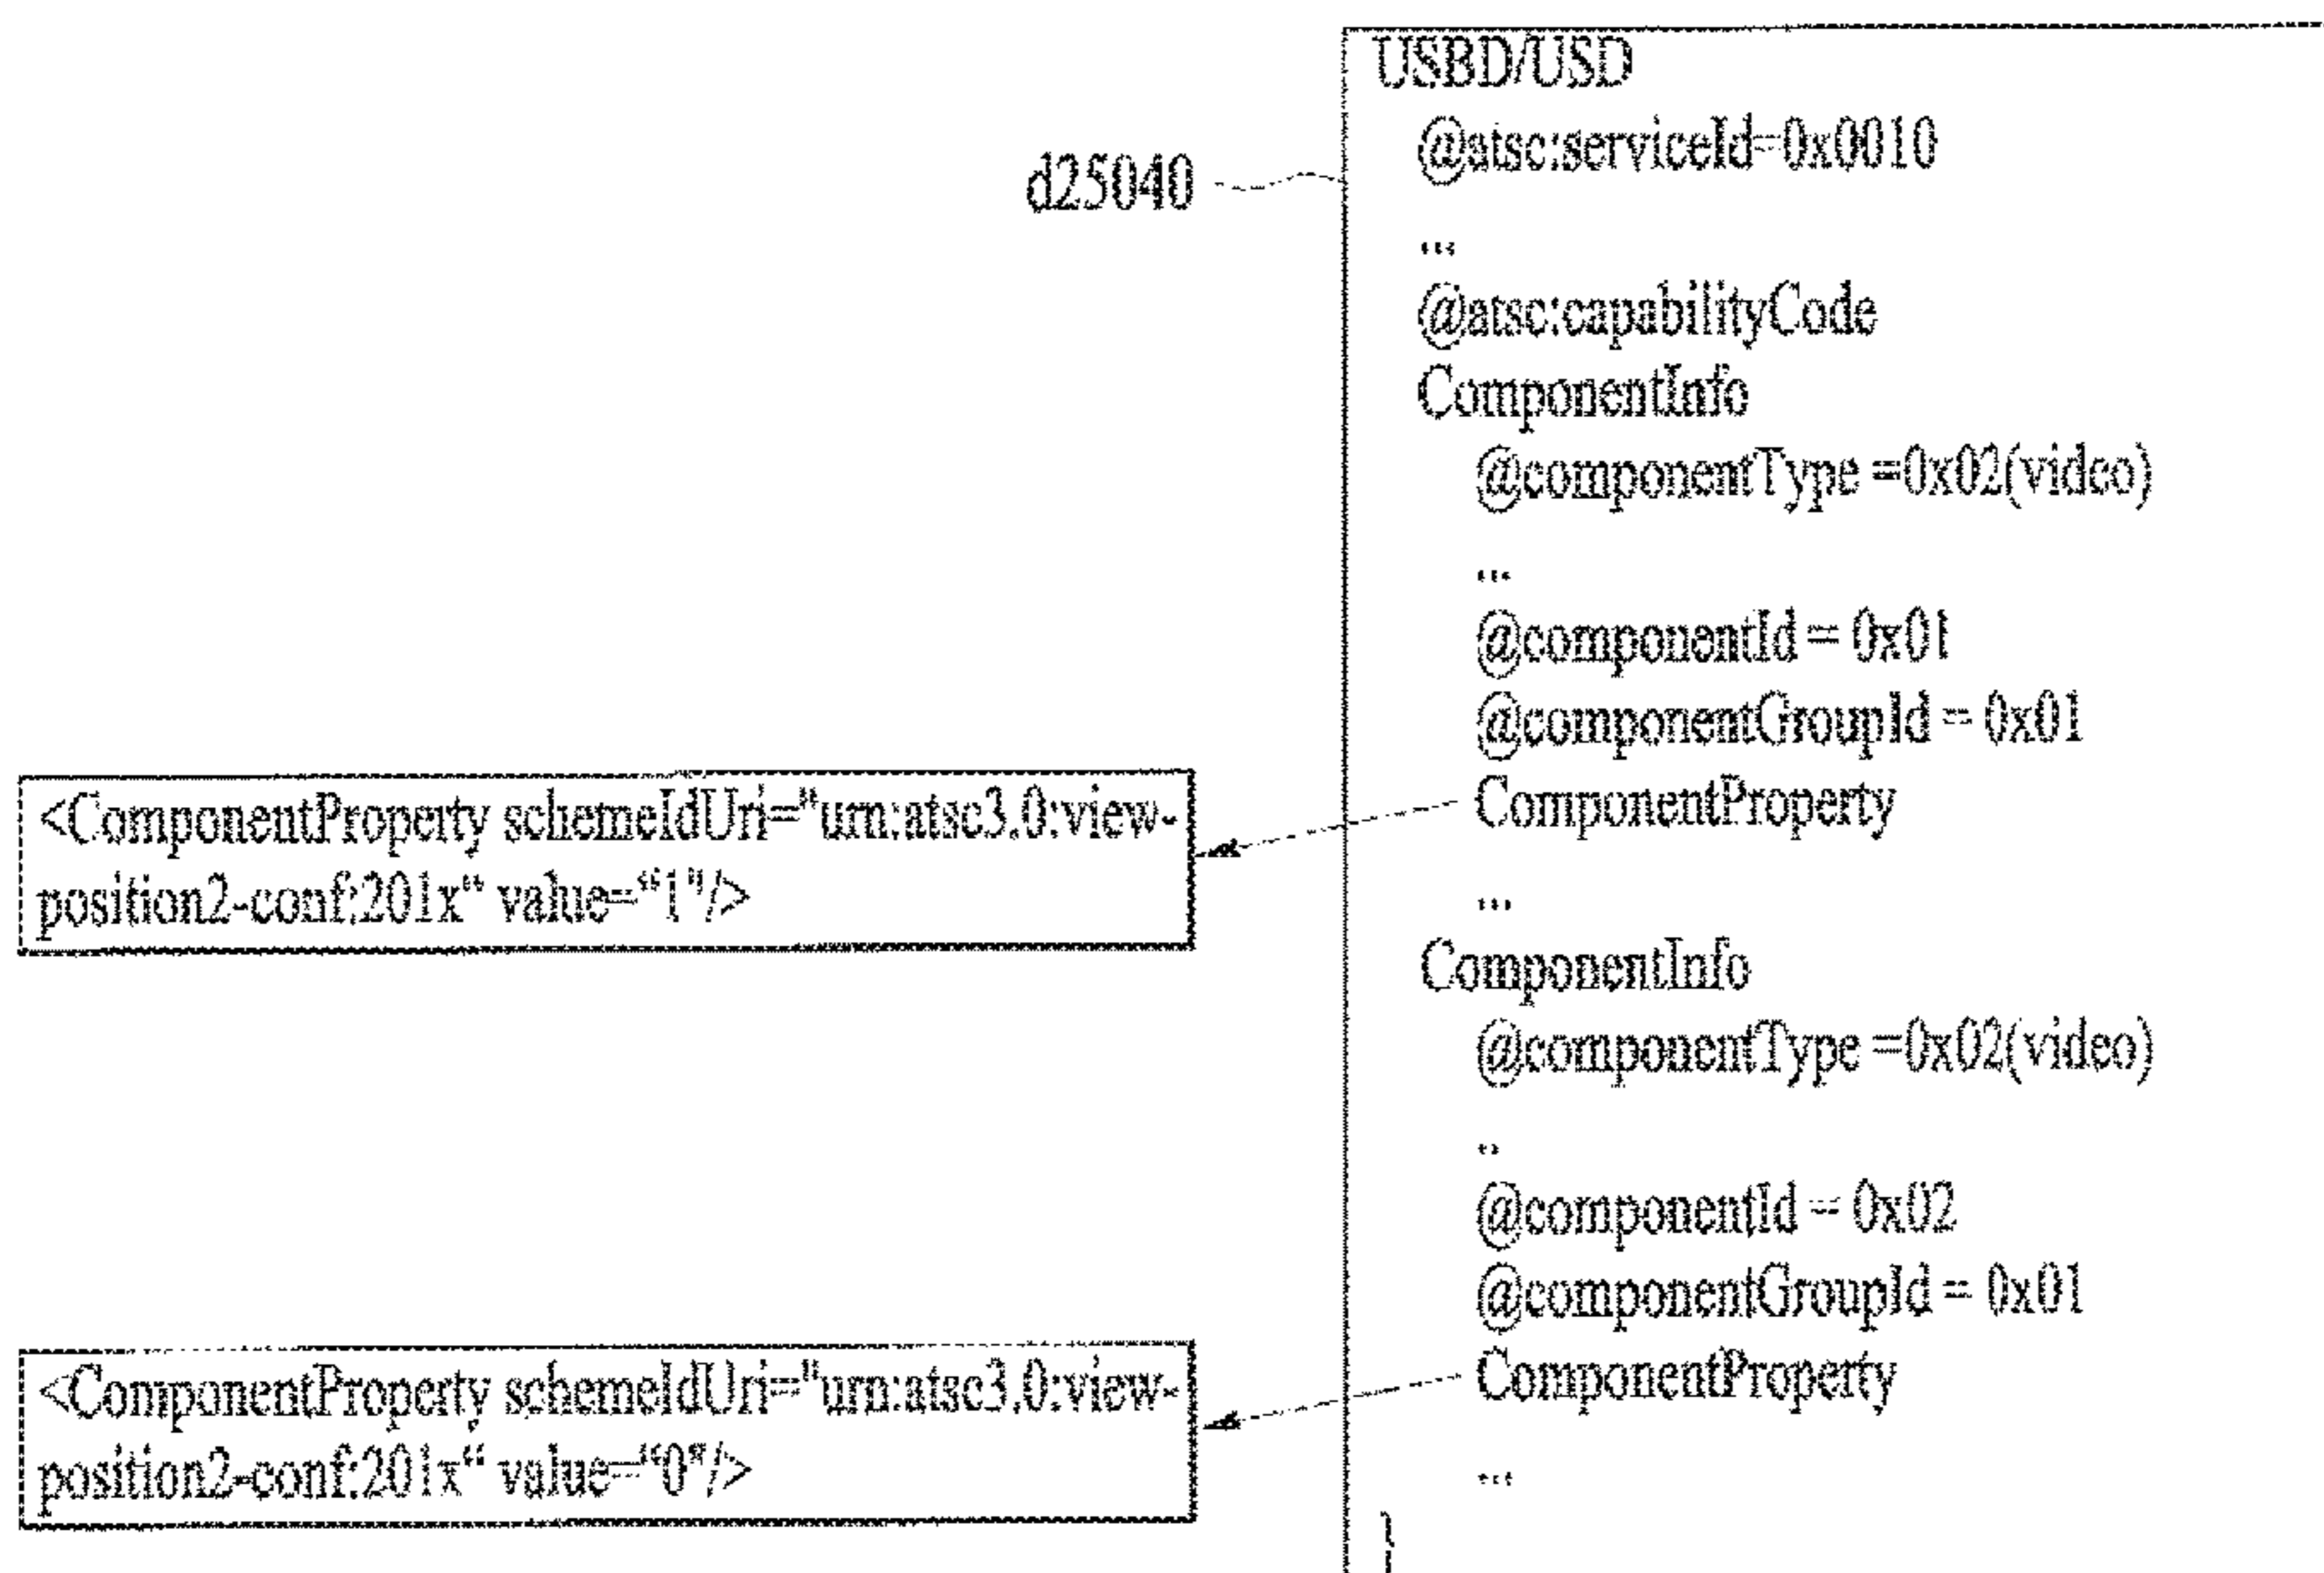 USBD/USD
@atsc:serviceId=0x0010
d25040
...
@atsc:capabilityCode
ComponentInfo
@componentType =0x02(video)
...
@componentId = 0x01
@componentGroupId = 0x01
ComponentProperty
<ComponentProperty schemeIdUri="urn:atsc3.0:view-
position2-conf:201x“ value=“1"/>
...
ComponentInfo
@componentType =0x02(video)
..
@componentId = 0x02
@componentGroupId = 0x01
ComponentProperty
<ComponentProperty schemeIdUri="urn:atsc3.0:view-
position2-conf:201x“ value=“0"/>
...
}